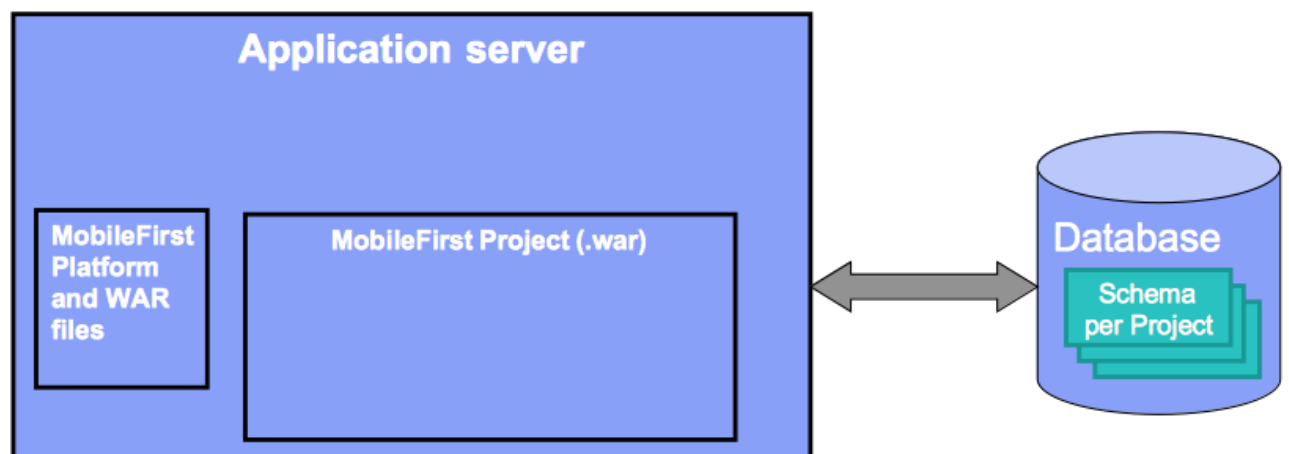 Application server
MobileFirst
Platform
and WAR
files
MobileFirst Project (.war)
Database
Schema
per Project